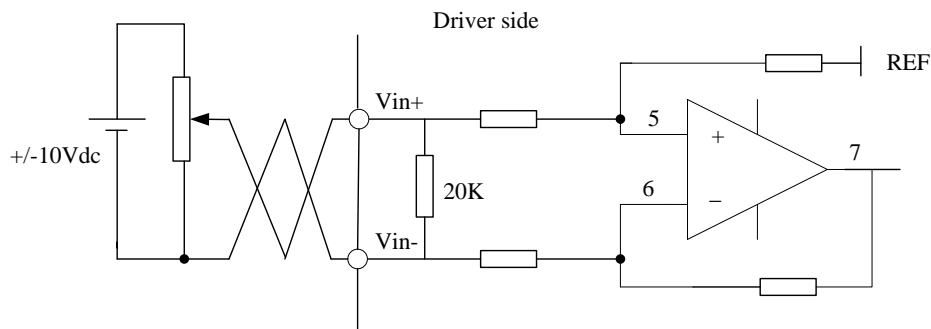 Driver side
REF
Vin+
5
+
7
+/-10Vdc
20K
6
−
Vin-